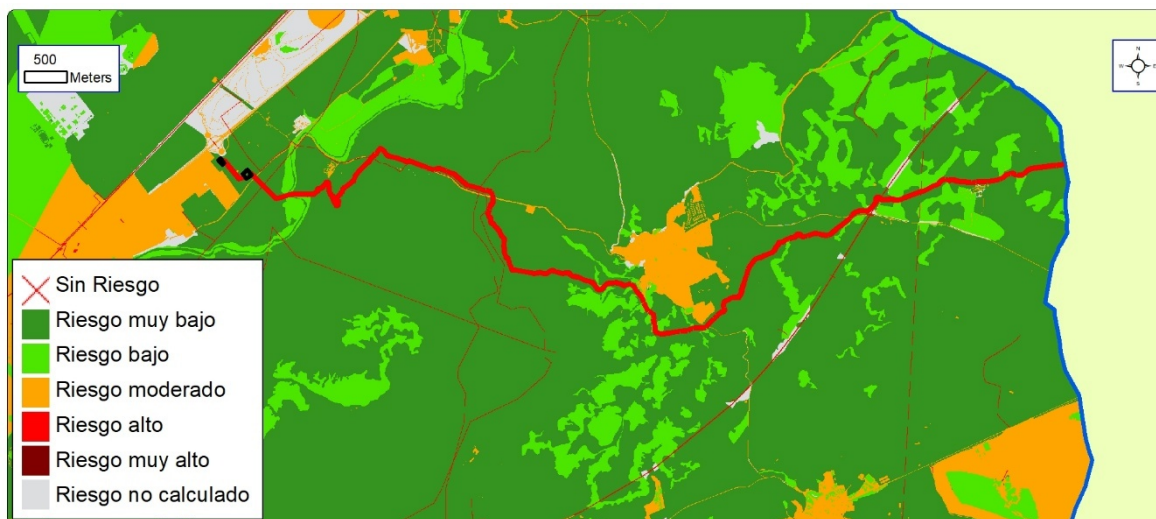 500
Meters
N
W E
S
Sin Riesgo
Riesgo muy bajo
Riesgo bajo
Riesgo moderado
Riesgo alto
Riesgo muy alto
Riesgo no calculado